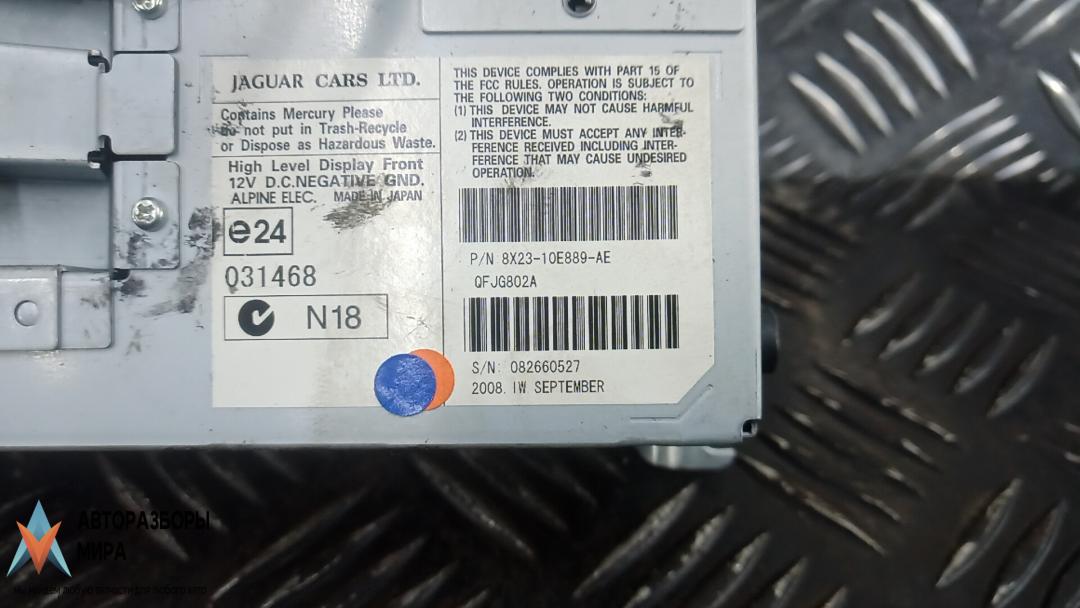 JAGUAR CARS LTD.
Contains Mercury Please
do not put in Trash-Recycle
or Dispose as Hazardous Waste.
High Level Display Front
12V D.C.NEGATIVE GND.
ALPINE ELEC. MADE IN JAPAN
e24
031468
N18
THIS DEVICE COMPLIES WITH PART 15 OF
THE FCC RULES. OPERATION IS SUBJECT TO
THE FOLLOWING TWO CONDITIONS:
(1) THIS DEVICE MAY NOT CAUSE HARMFUL
INTERFERENCE.
(2) THIS DEVICE MUST ACCEPT ANY INTER-
FERENCE RECEIVED INCLUDING INTER-
FERENCE THAT MAY CAUSE UNDESIRED
OPERATION.
P/N 8X23-10E889-AE
QFJG802A
S/N: 082660527
2008. 1W SEPTEMBER
АВТОРАЗБОРЫ
МИРА